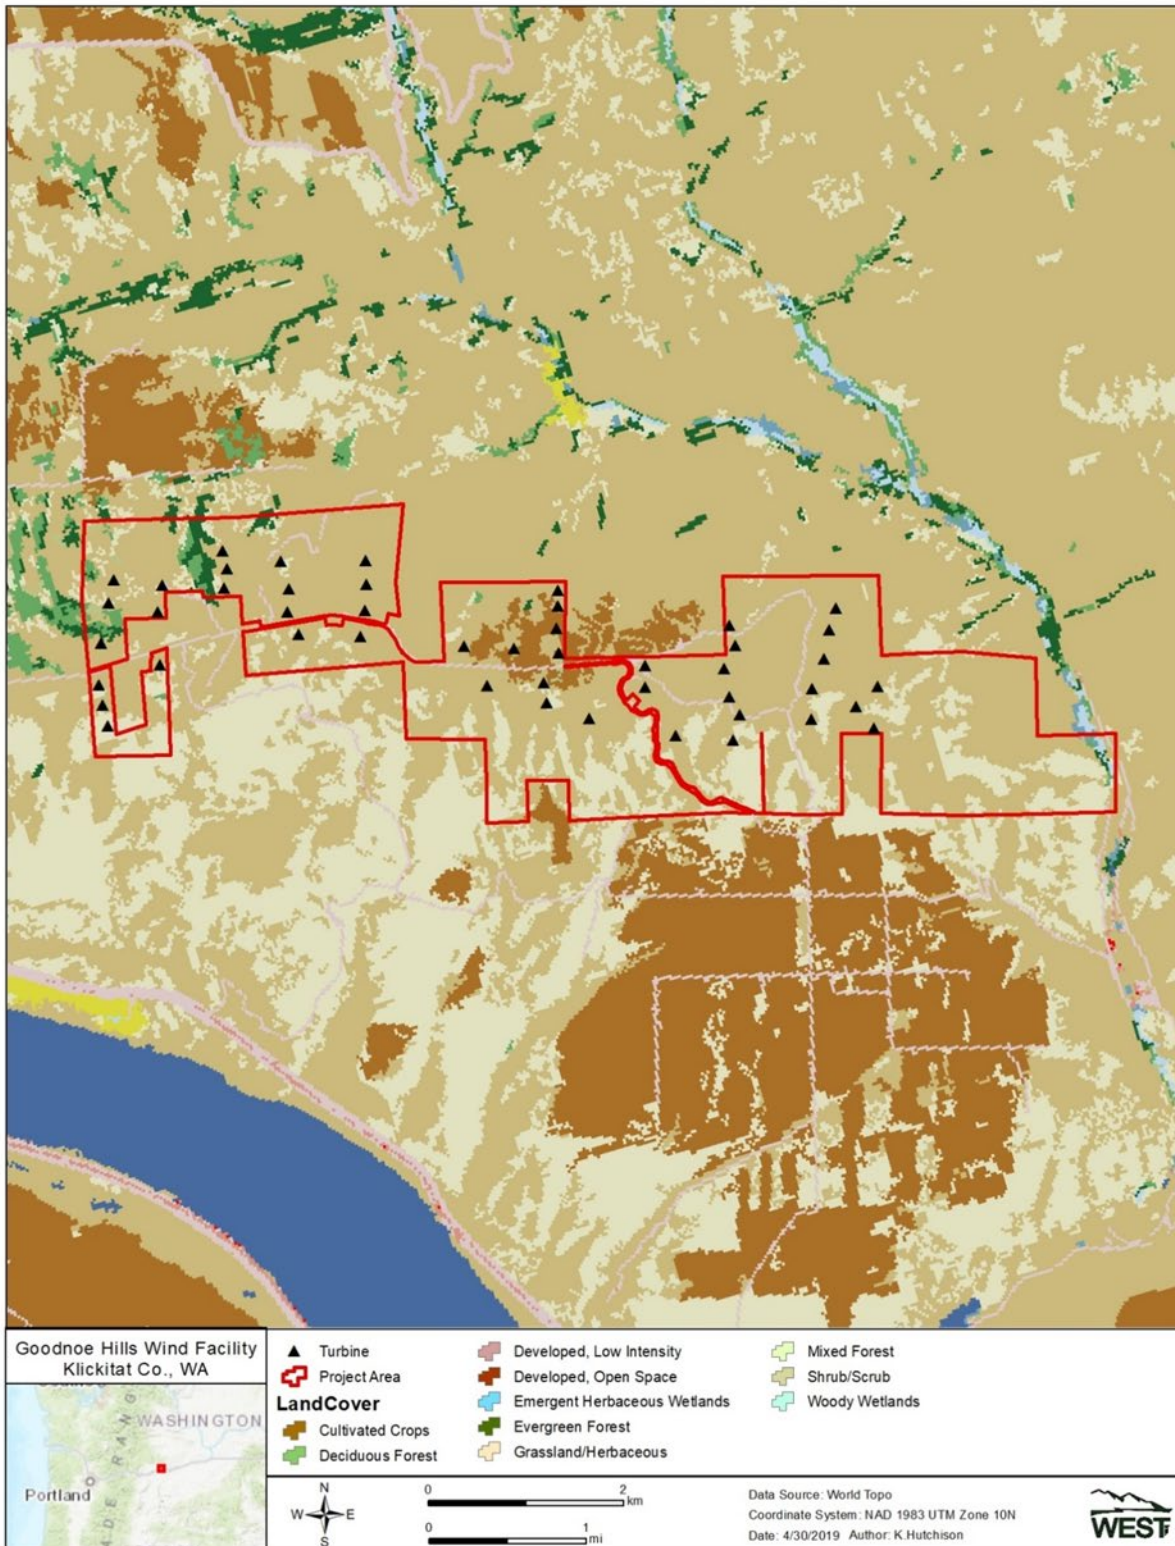 Goodnoe Hills Wind Facility
Klickitat Co., WA
WASHINGTON
Portland
Turbine
Project Area
LandCover
Cultivated Crops
Deciduous Forest
Developed, Low Intensity
Developed, Open Space
Emergent Herbaceous Wetlands
Evergreen Forest
Grassland/Herbaceous
Mixed Forest
Shrub/Scrub
Woody Wetlands
N
W E
S
0 2
km
0 1
mi
Data Source: World Topo
Coordinate System: NAD 1983 UTM Zone 10N
Date: 4/30/2019 Author: K.Hutchison
WEST